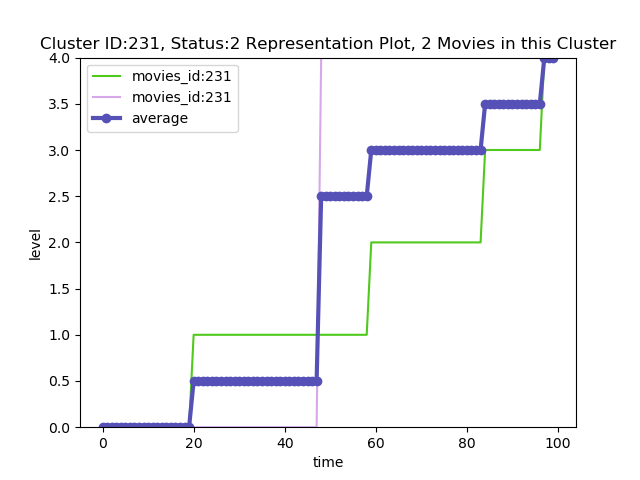 Cluster ID:231, Status:2 Representation Plot, 2 Movies in this Cluster
4.0
3.5
3.0
2.5
2.0
1.5
1.0
0.5
0.0
level
movies_id:231
movies_id:231
average
0 20 40 60 80 100
time